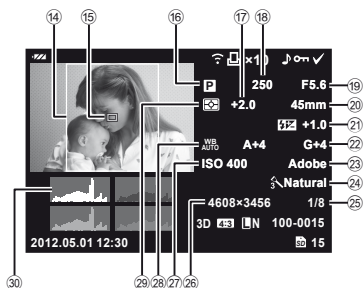 ⑯ ⑰ ⑱
⑭ ⑮
×10
P 250 F5.6 ⑲
+2.0 45mm ⑳
+1.0 ㉑
WB AUTO A+4 G+4 ㉒
ISO 400 Adobe ㉓
3 Natural ㉔
4608×3456 1/8 ㉕
3D 4:3 LN 100-0015
2012.05.01 12:30 SD 15
㉚ ㉙ ㉘ ㉗ ㉖